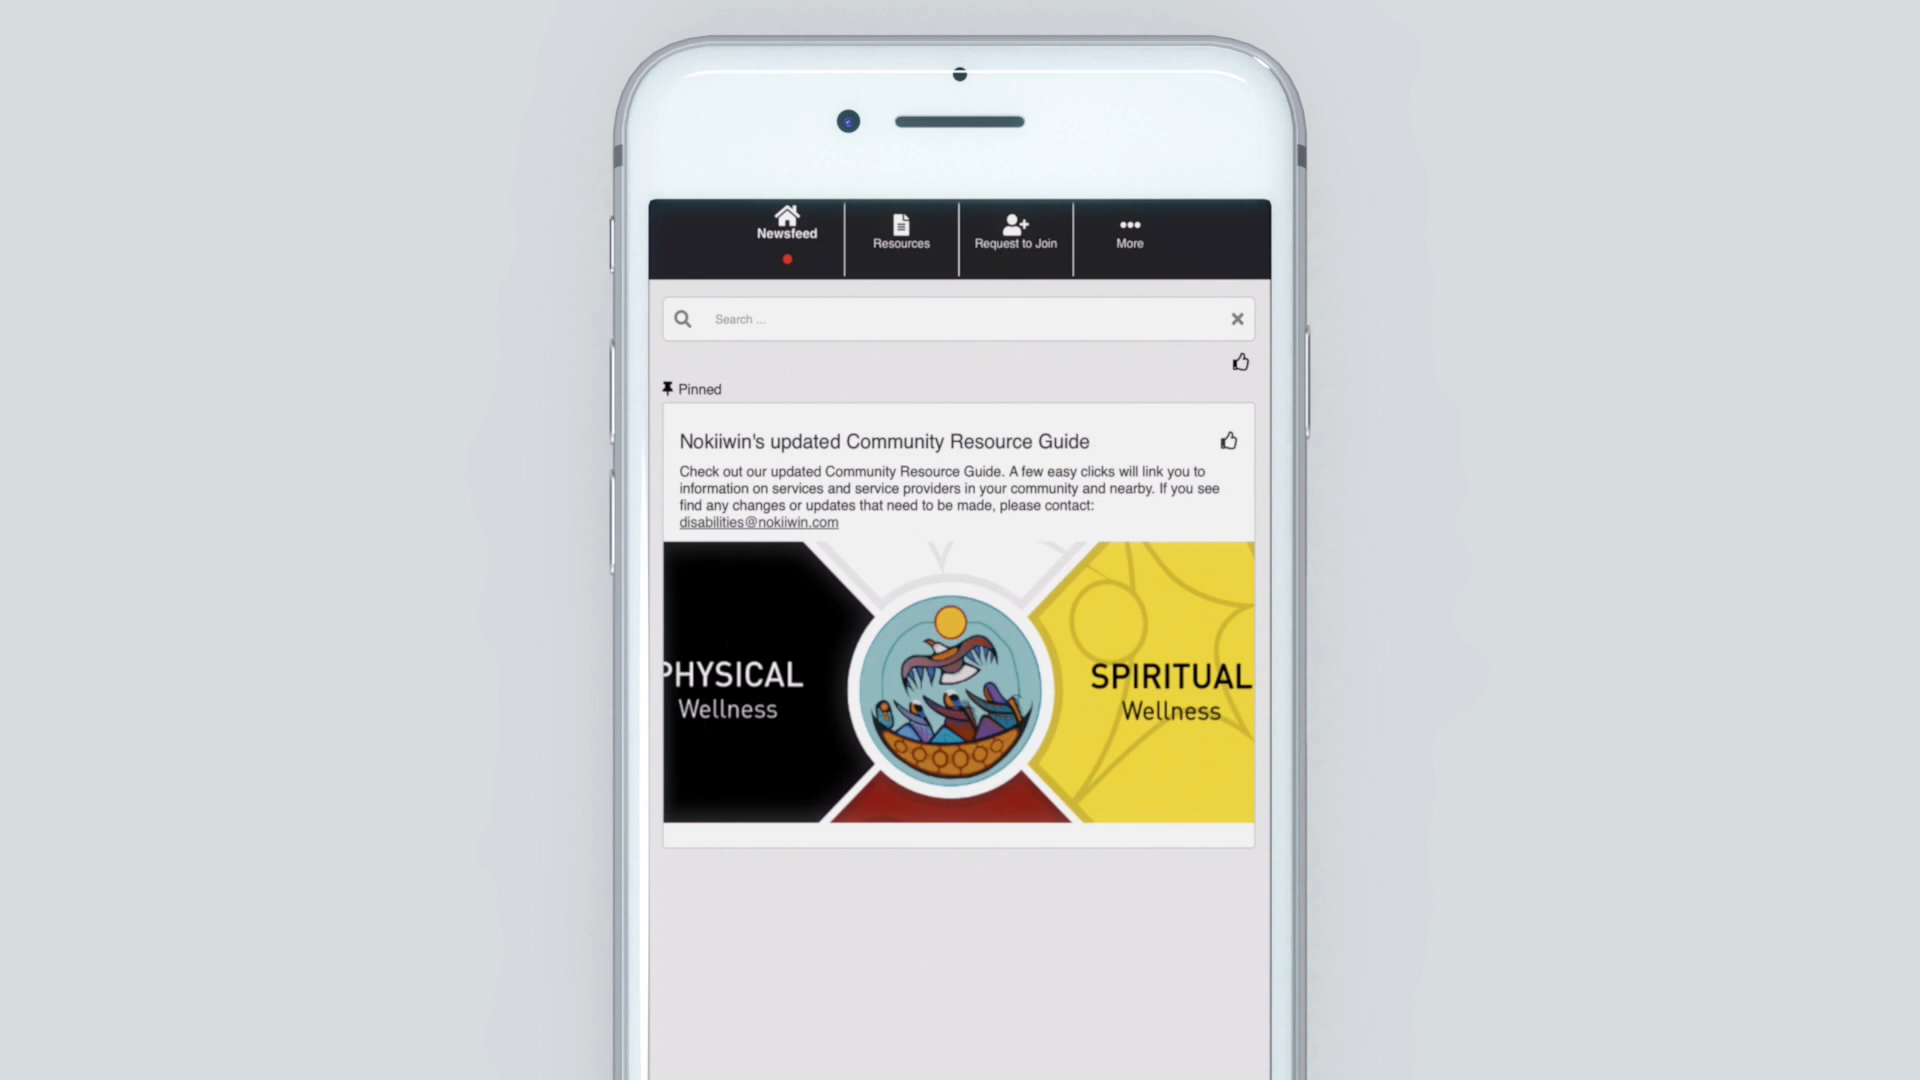 Newsfeed
Resources
Request to Join
More
Search ...
Pinned
Nokiiwin's updated Community Resource Guide
Check out our updated Community Resource Guide. A few easy clicks will link you to
information on services and service providers in your community and nearby. If you see
find any changes or updates that need to be made, please contact:
disabilities@nokiiwin.com
PHYSICAL
Wellness
SPIRITUAL
Wellness